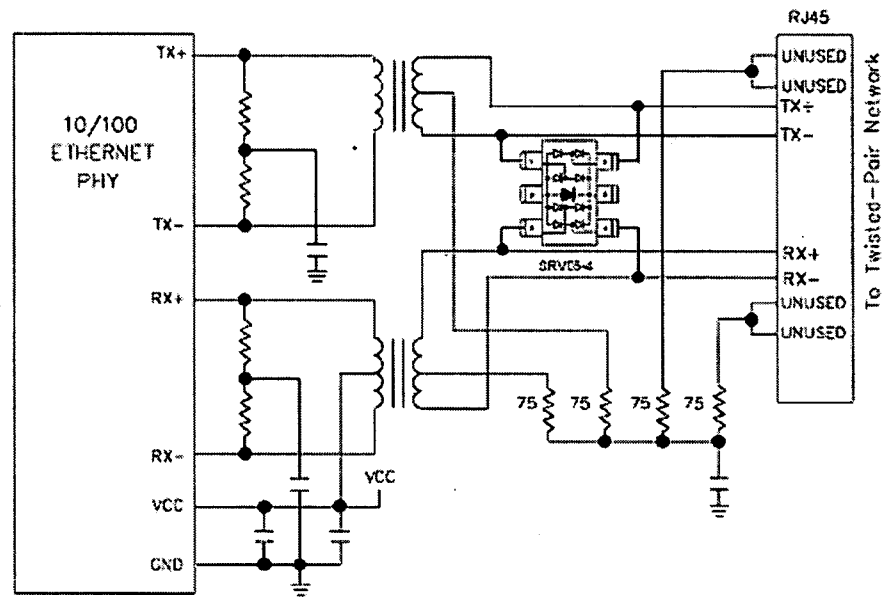 RJ45
TX+
UNUSED
UNUSED
TX+
TX-
10/100
ETHERNET
PHY
TX-
SRV05-4
RX+
RX-
UNUSED
UNUSED
To Twisted-Pair Network
RX+
75
75
75
75
RX-
VCC
VCC
GND